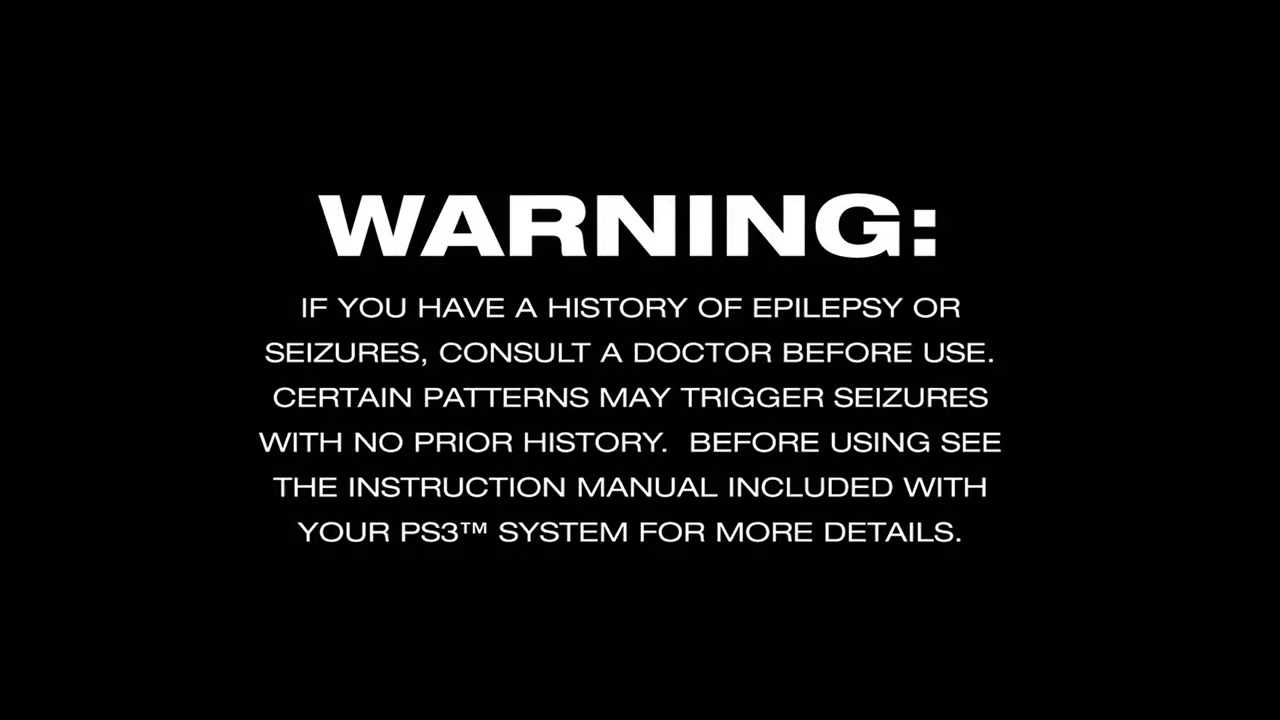 WARNING:
IF YOU HAVE A HISTORY OF EPILEPSY OR
SEIZURES, CONSULT A DOCTOR BEFORE USE.
CERTAIN PATTERNS MAY TRIGGER SEIZURES
WITH NO PRIOR HISTORY.  BEFORE USING SEE
THE INSTRUCTION MANUAL INCLUDED WITH
YOUR PS3™ SYSTEM FOR MORE DETAILS.